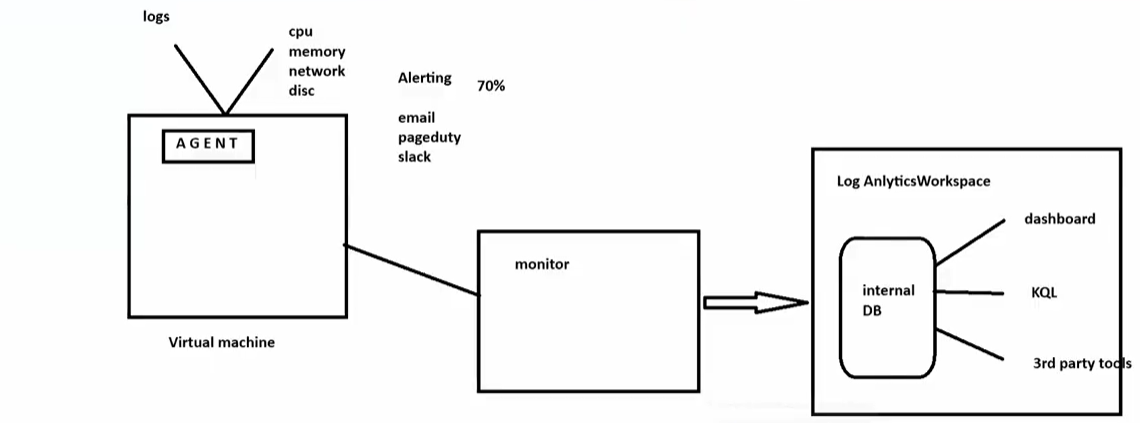 logs
cpu
memory
network
disc
Alerting
70%
email
pageduty
slack
AGENT
Virtual machine
monitor
Log AnlyticsWorkspace
dashboard
internal
DB
KQL
3rd party tools